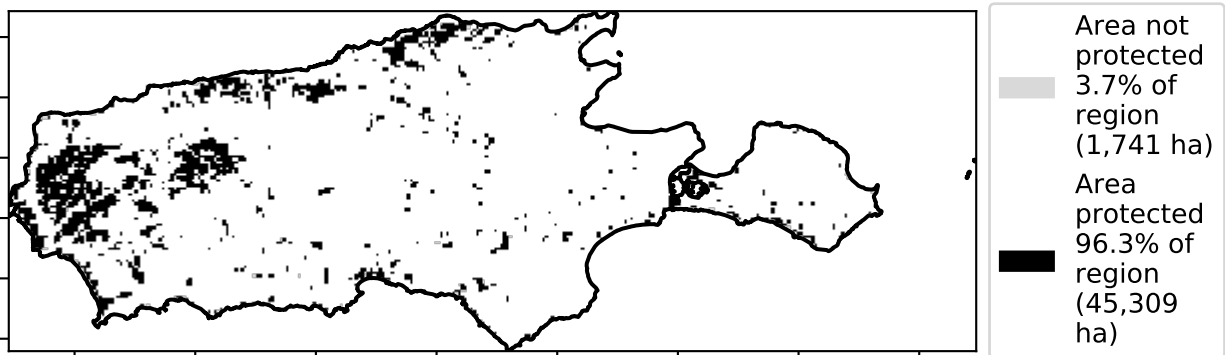 Area not
protected
3.7% of
region
(1,741 ha)
Area
protected
96.3% of
region
(45,309
ha)